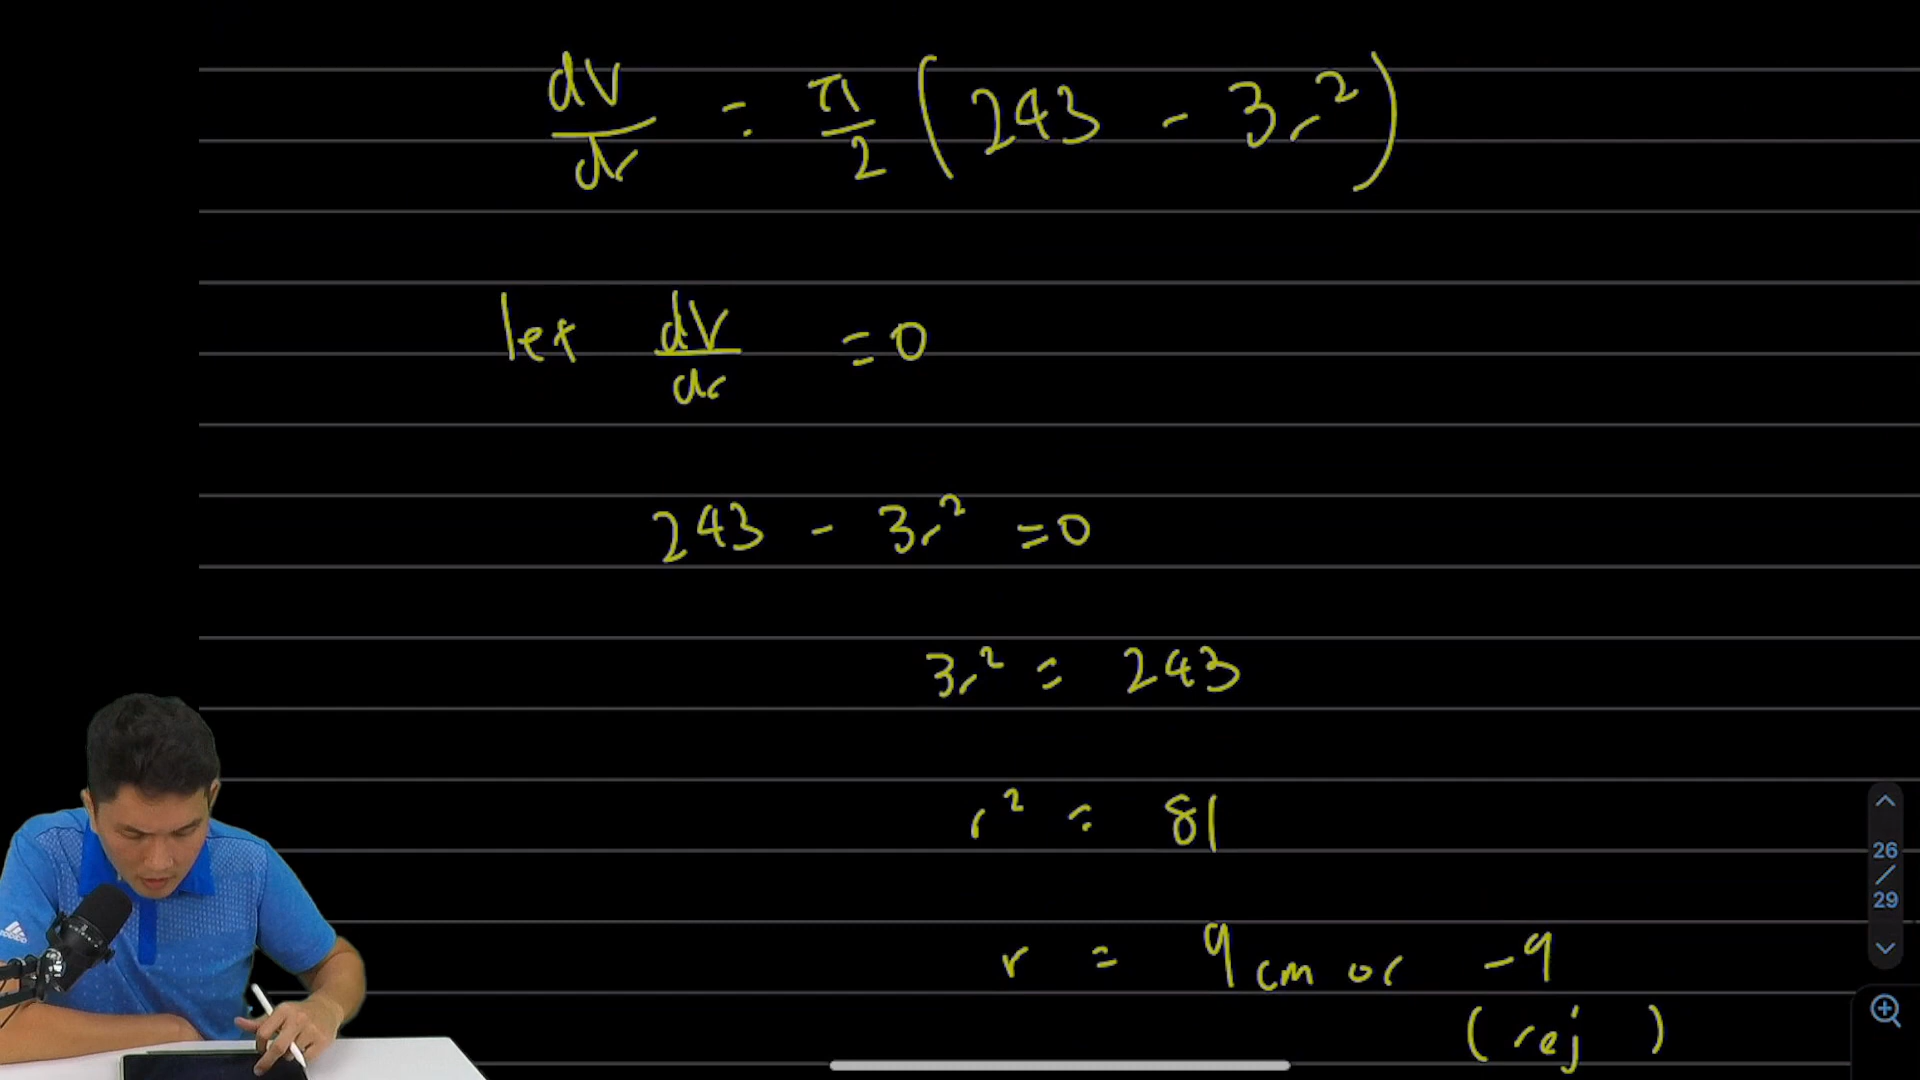 dV/dr = π/2 (243 - 3r²)
let dV/dr = 0
243 - 3r² = 0
3r² = 243
r² = 81
r = 9 cm or -9
(rej)
26
/
29